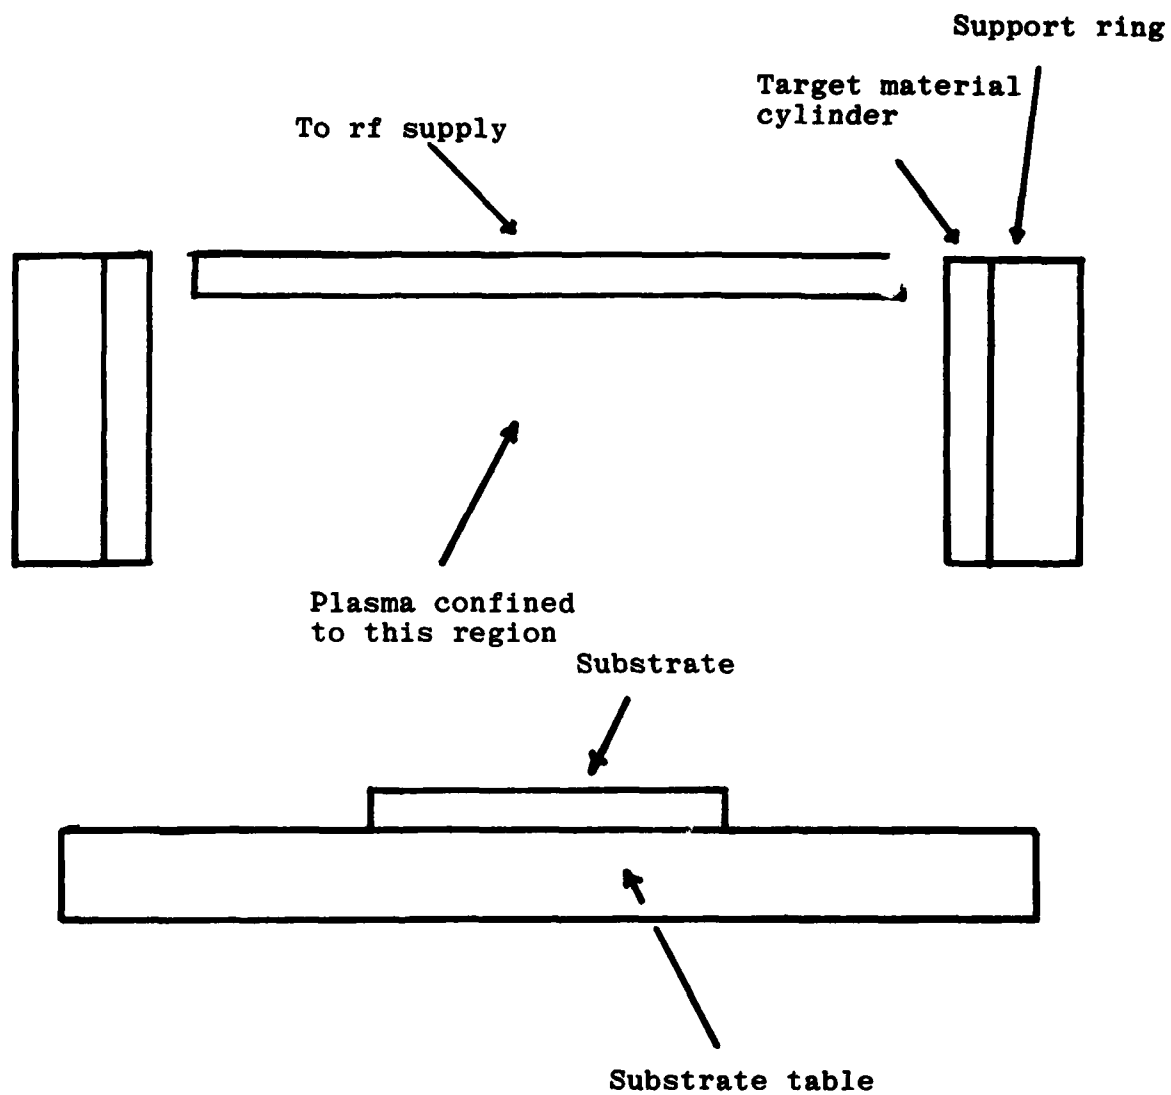 Support ring
Target material
cylinder
To rf supply
Plasma confined
to this region
Substrate
Substrate table